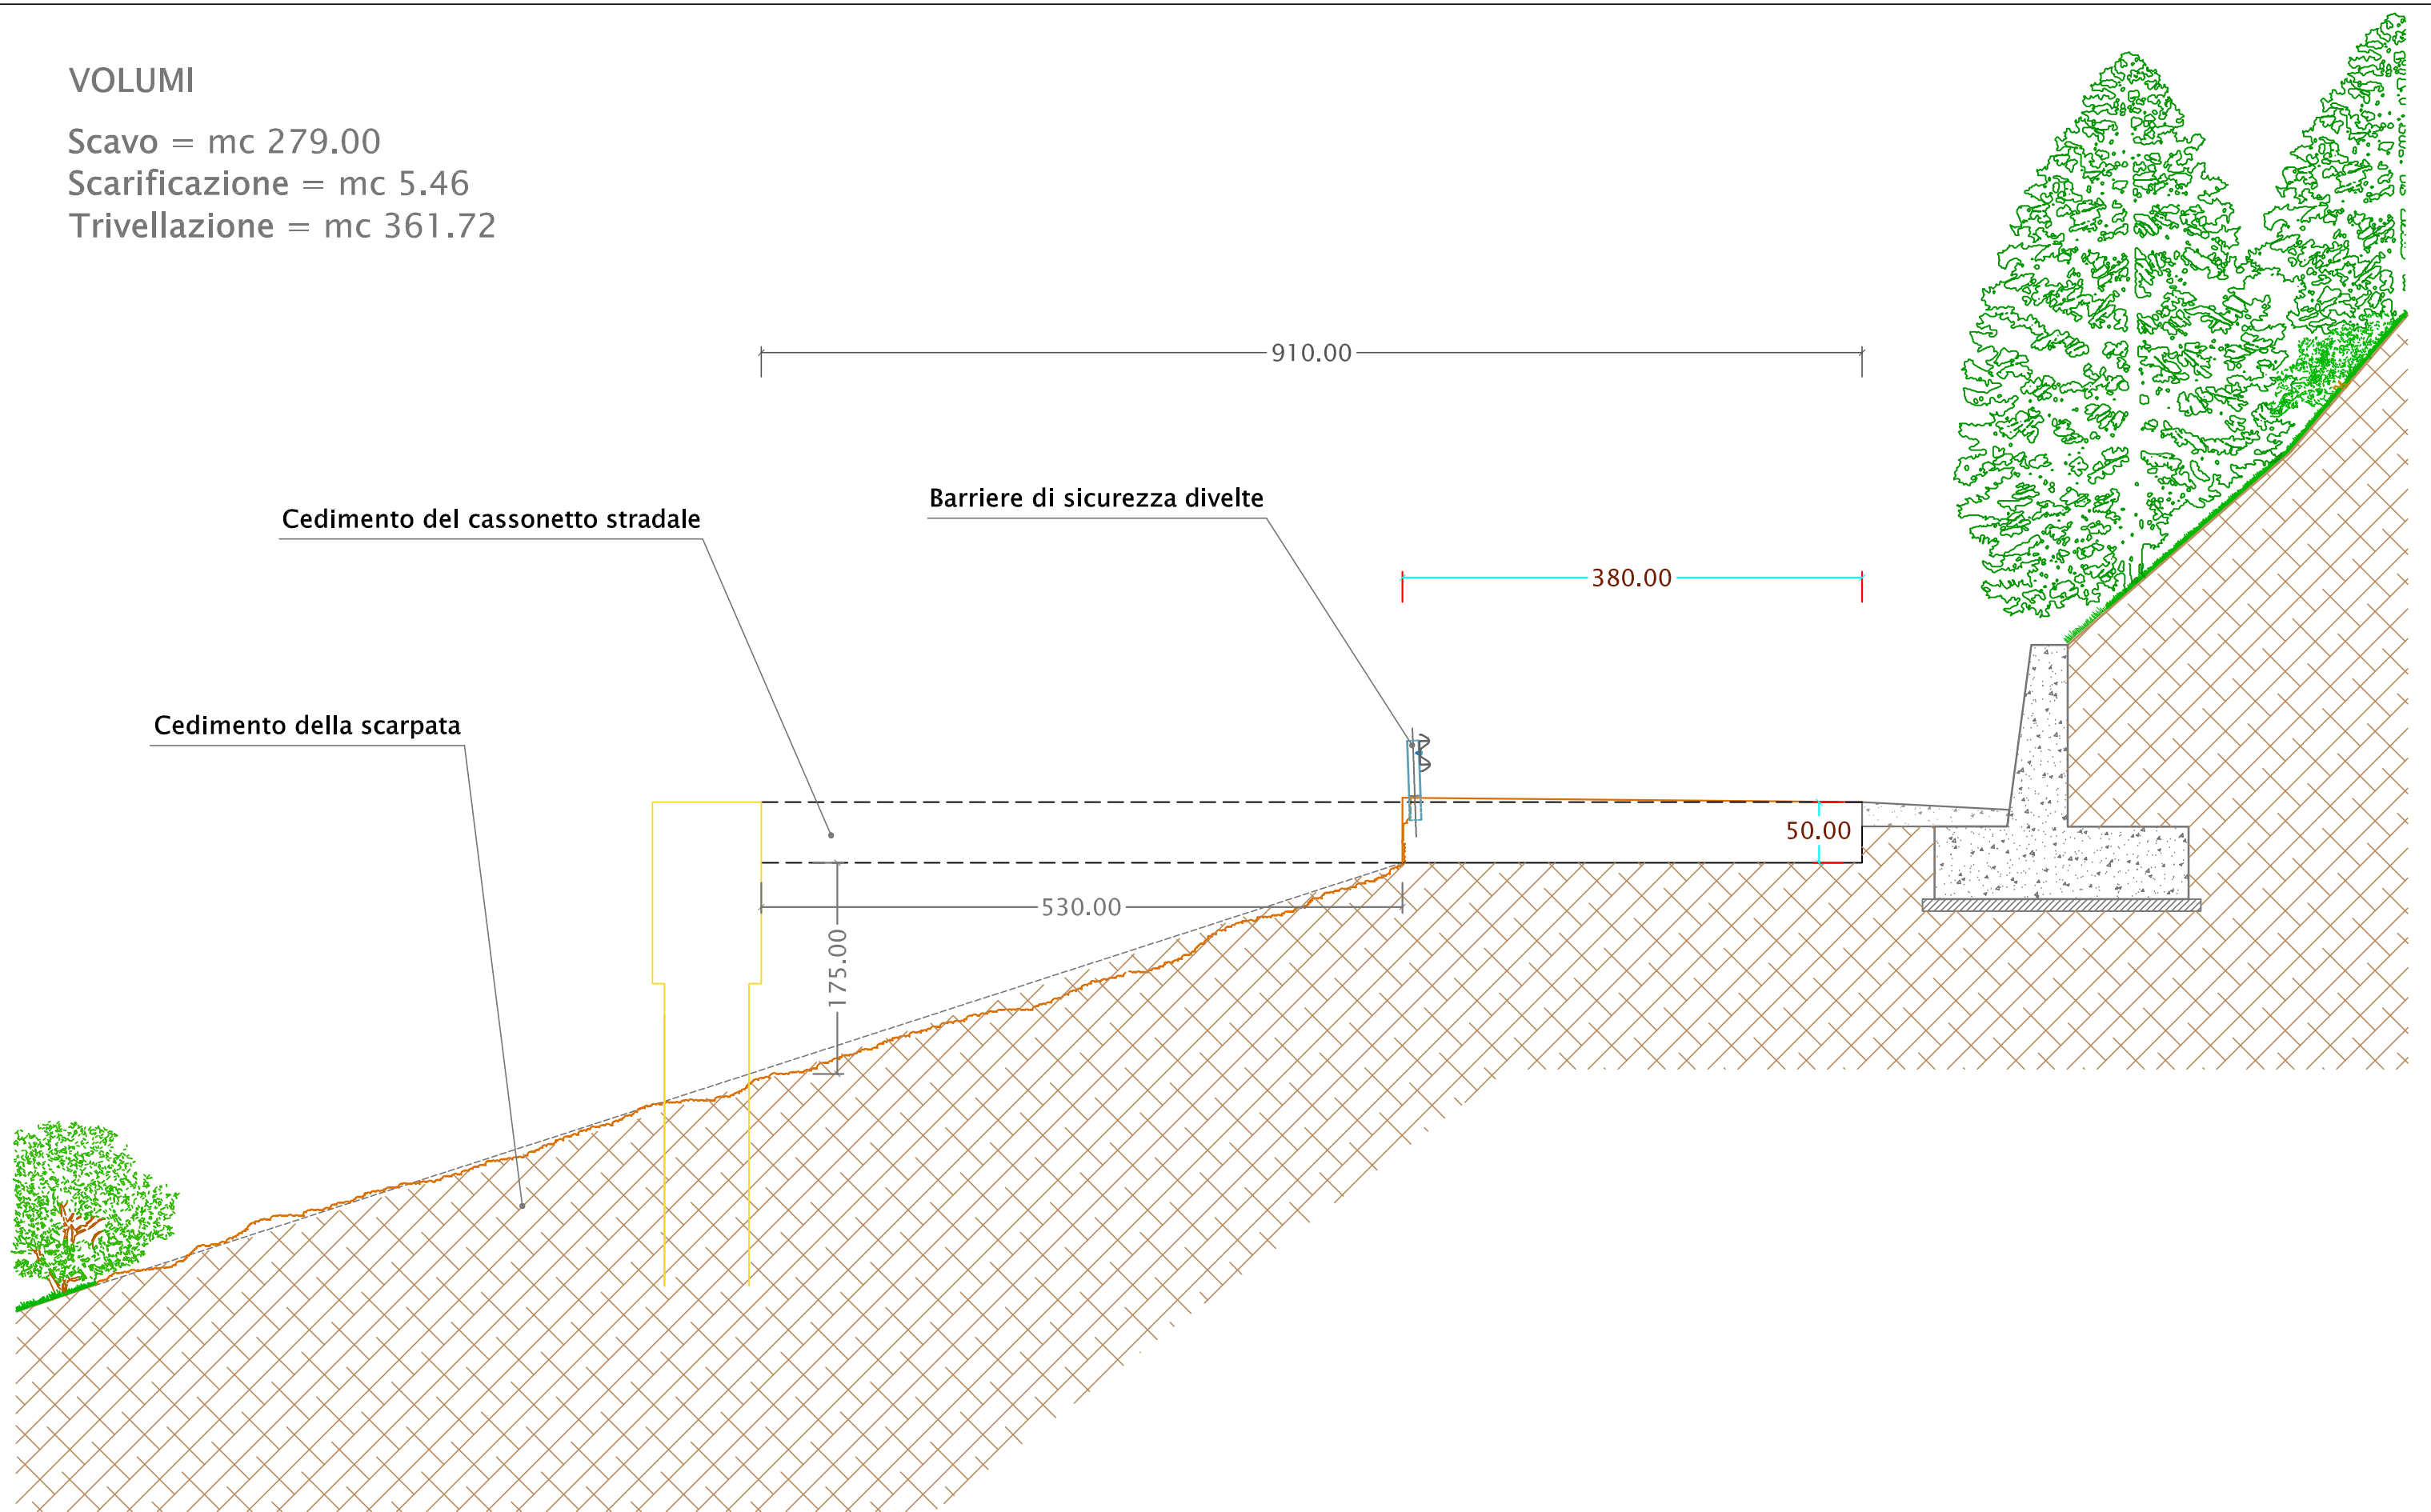 VOLUMI
Scavo = mc 279.00
Scarificazione = mc 5.46
Trivellazione = mc 361.72
910.00
Barriere di sicurezza divelte
Cedimento del cassonetto stradale
380.00
Cedimento della scarpata
50.00
530.00
175.00